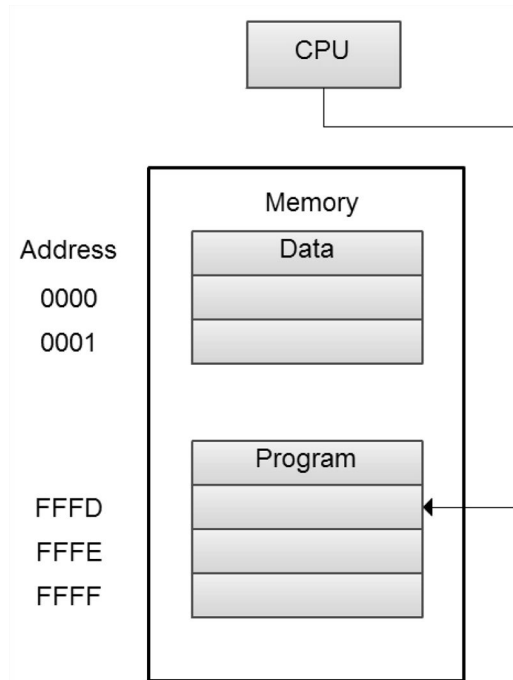 CPU
Memory
Address
Data
0000
0001
Program
FFFD
FFFE
FFFF